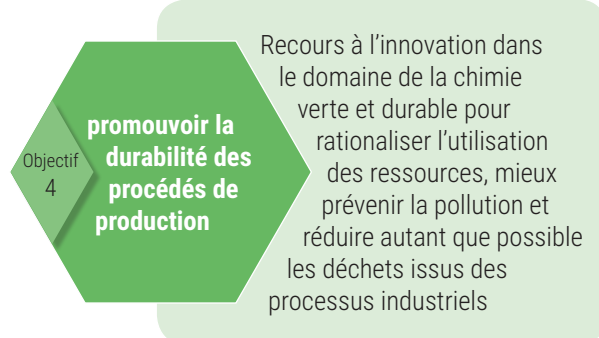 Objectif
4
promouvoir la
durabilité des
procédés de
production
Recours à l’innovation dans
le domaine de la chimie
verte et durable pour
rationaliser l’utilisation
des ressources, mieux
prévenir la pollution et
réduire autant que possible
les déchets issus des
processus industriels